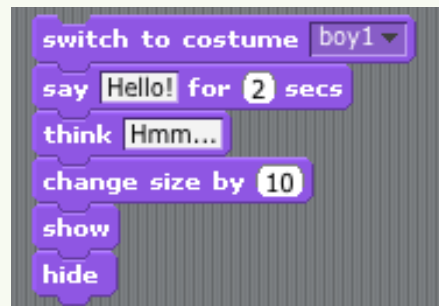 switch to costume boy1
say Hello! for 2 secs
think Hmm...
change size by 10
show
hide